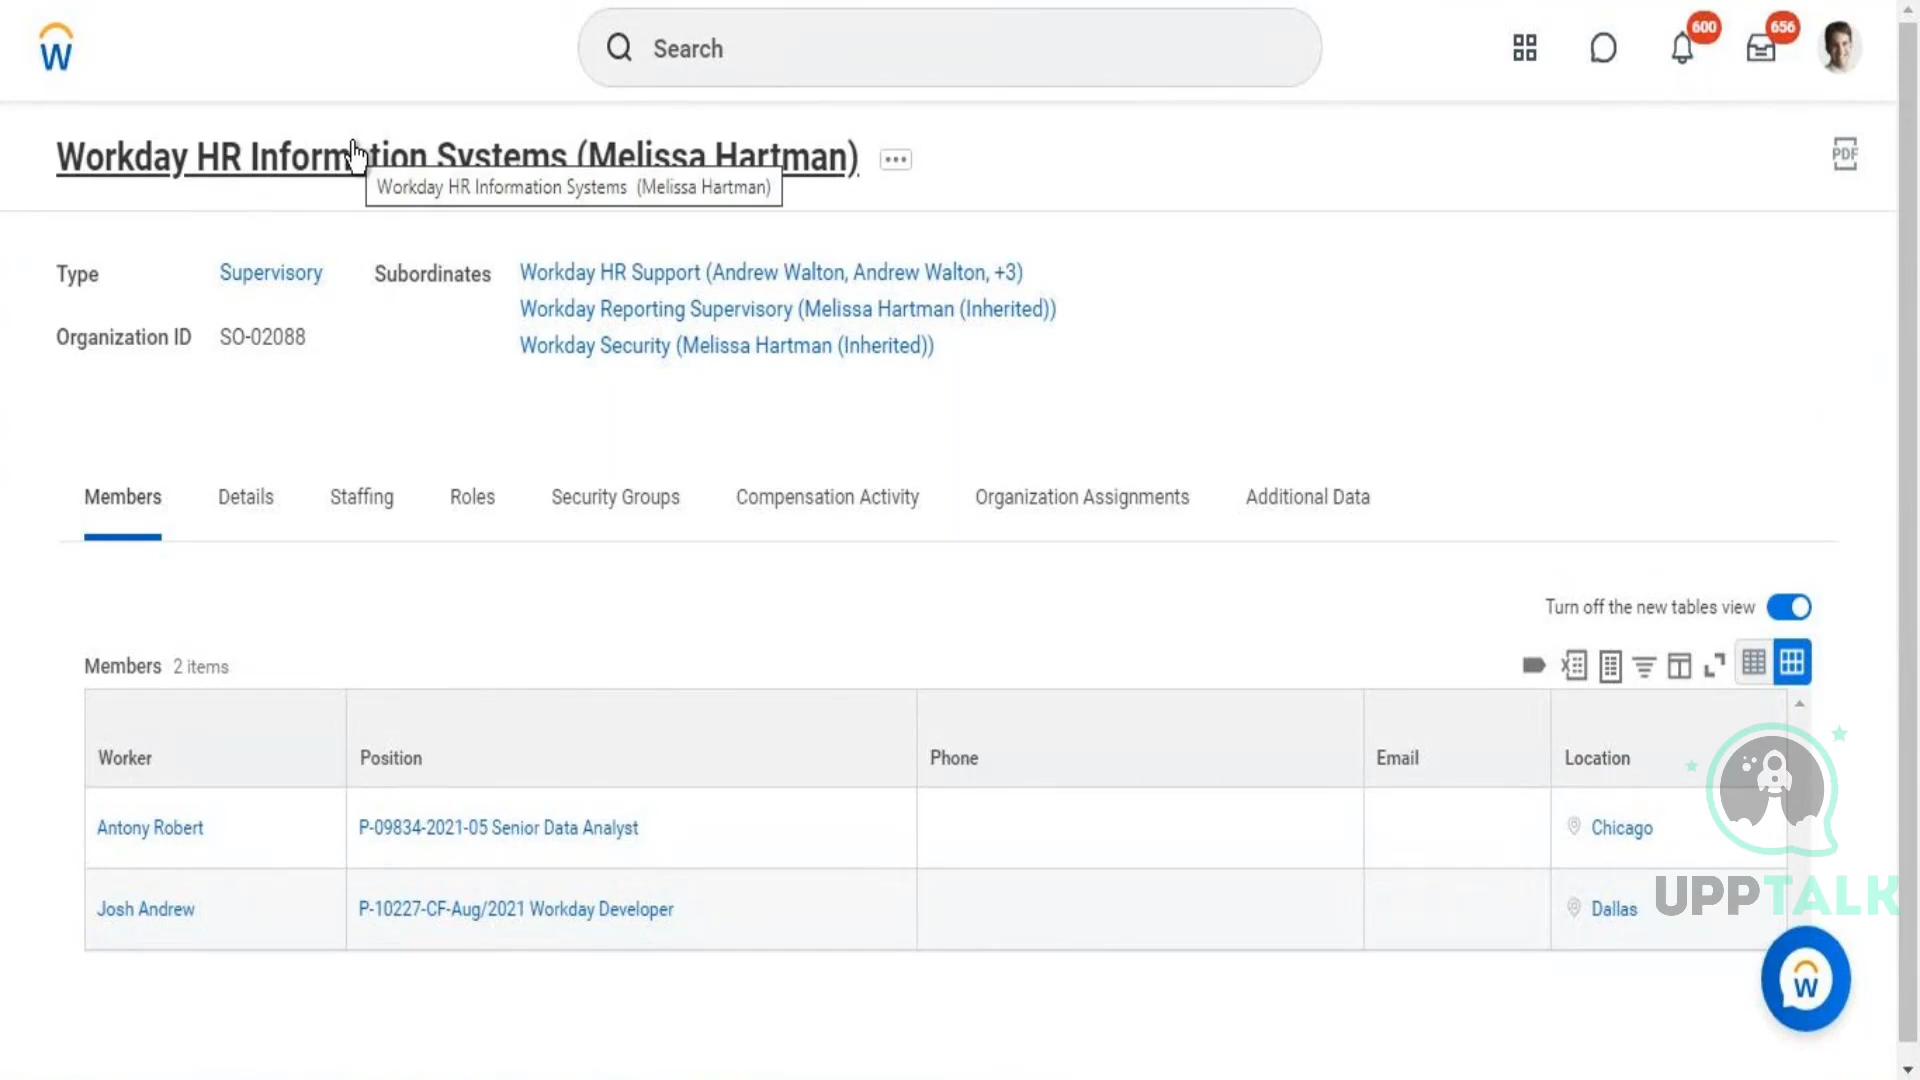 W
Search
600
656
Workday HR Information Systems (Melissa Hartman)
PDF
Workday HR Information Systems (Melissa Hartman)
Type
Supervisory
Subordinates
Workday HR Support (Andrew Walton, Andrew Walton, +3)
Workday Reporting Supervisory (Melissa Hartman (Inherited))
Organization ID
SO-02088
Workday Security (Melissa Hartman (Inherited))
Members
Details
Staffing
Roles
Security Groups
Compensation Activity
Organization Assignments
Additional Data
Turn off the new tables view
Members 2 items
Worker
Position
Phone
Email
Location
Antony Robert
P-09834-2021-05 Senior Data Analyst
Chicago
Josh Andrew
P-10227-CF-Aug/2021 Workday Developer
Dallas
UPPTALK
W